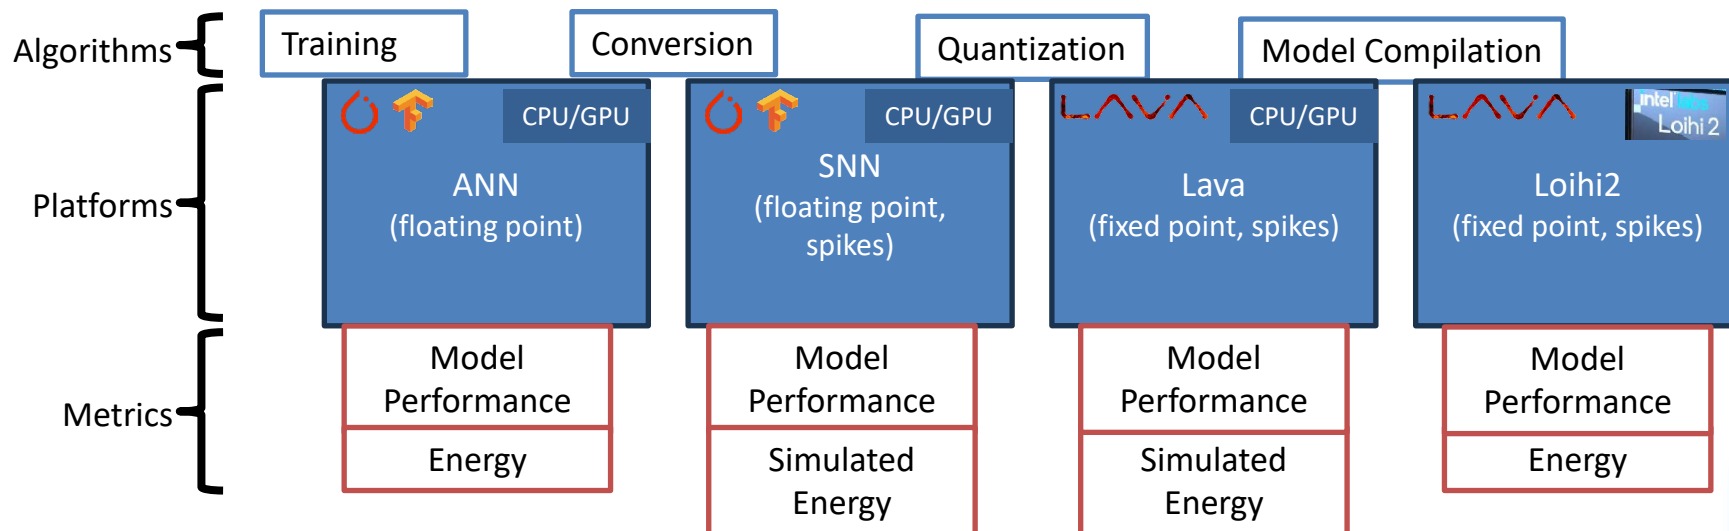 Algorithms
Training
Conversion
Quantization
Model Compilation
Platforms
CPU/GPU
ANN
(floating point)
CPU/GPU
SNN
(floating point,
spikes)
LAVA
CPU/GPU
Lava
(fixed point, spikes)
LAVA
intel labs
Loihi 2
Loihi2
(fixed point, spikes)
Metrics
Model
Performance
Energy
Model
Performance
Simulated
Energy
Model
Performance
Simulated
Energy
Model
Performance
Energy